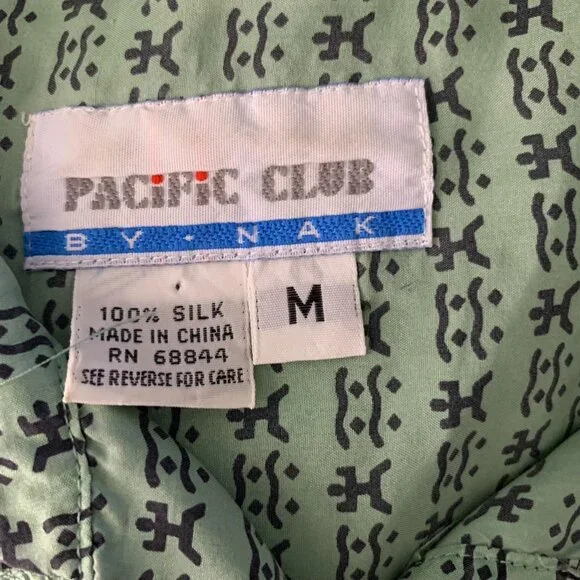 PACiFiC CLUB
BY · NAK
100% SILK
MADE IN CHINA
RN 68844
SEE REVERSE FOR CARE
M